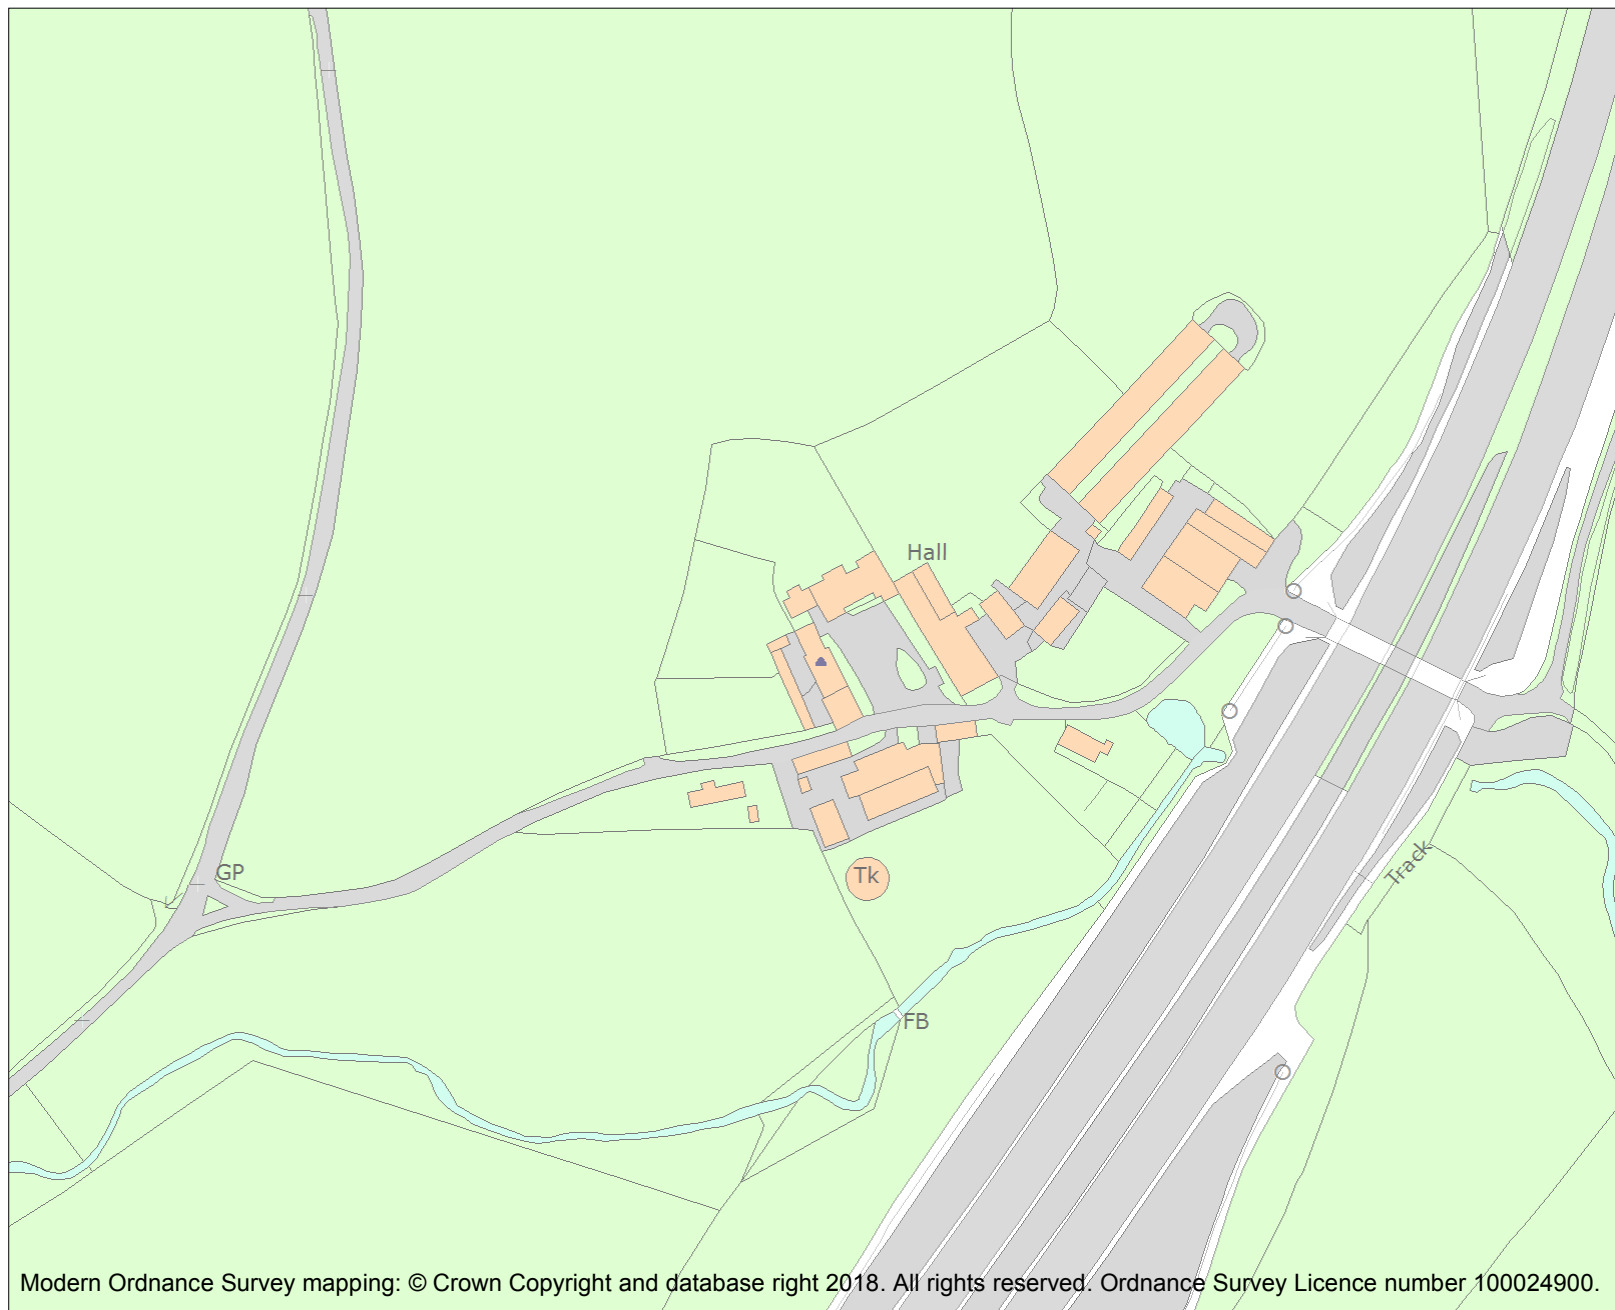 Hall
GP
Tk
Track
FB
Modern Ordnance Survey mapping: © Crown Copyright and database right 2018. All rights reserved. Ordnance Survey Licence number 100024900.